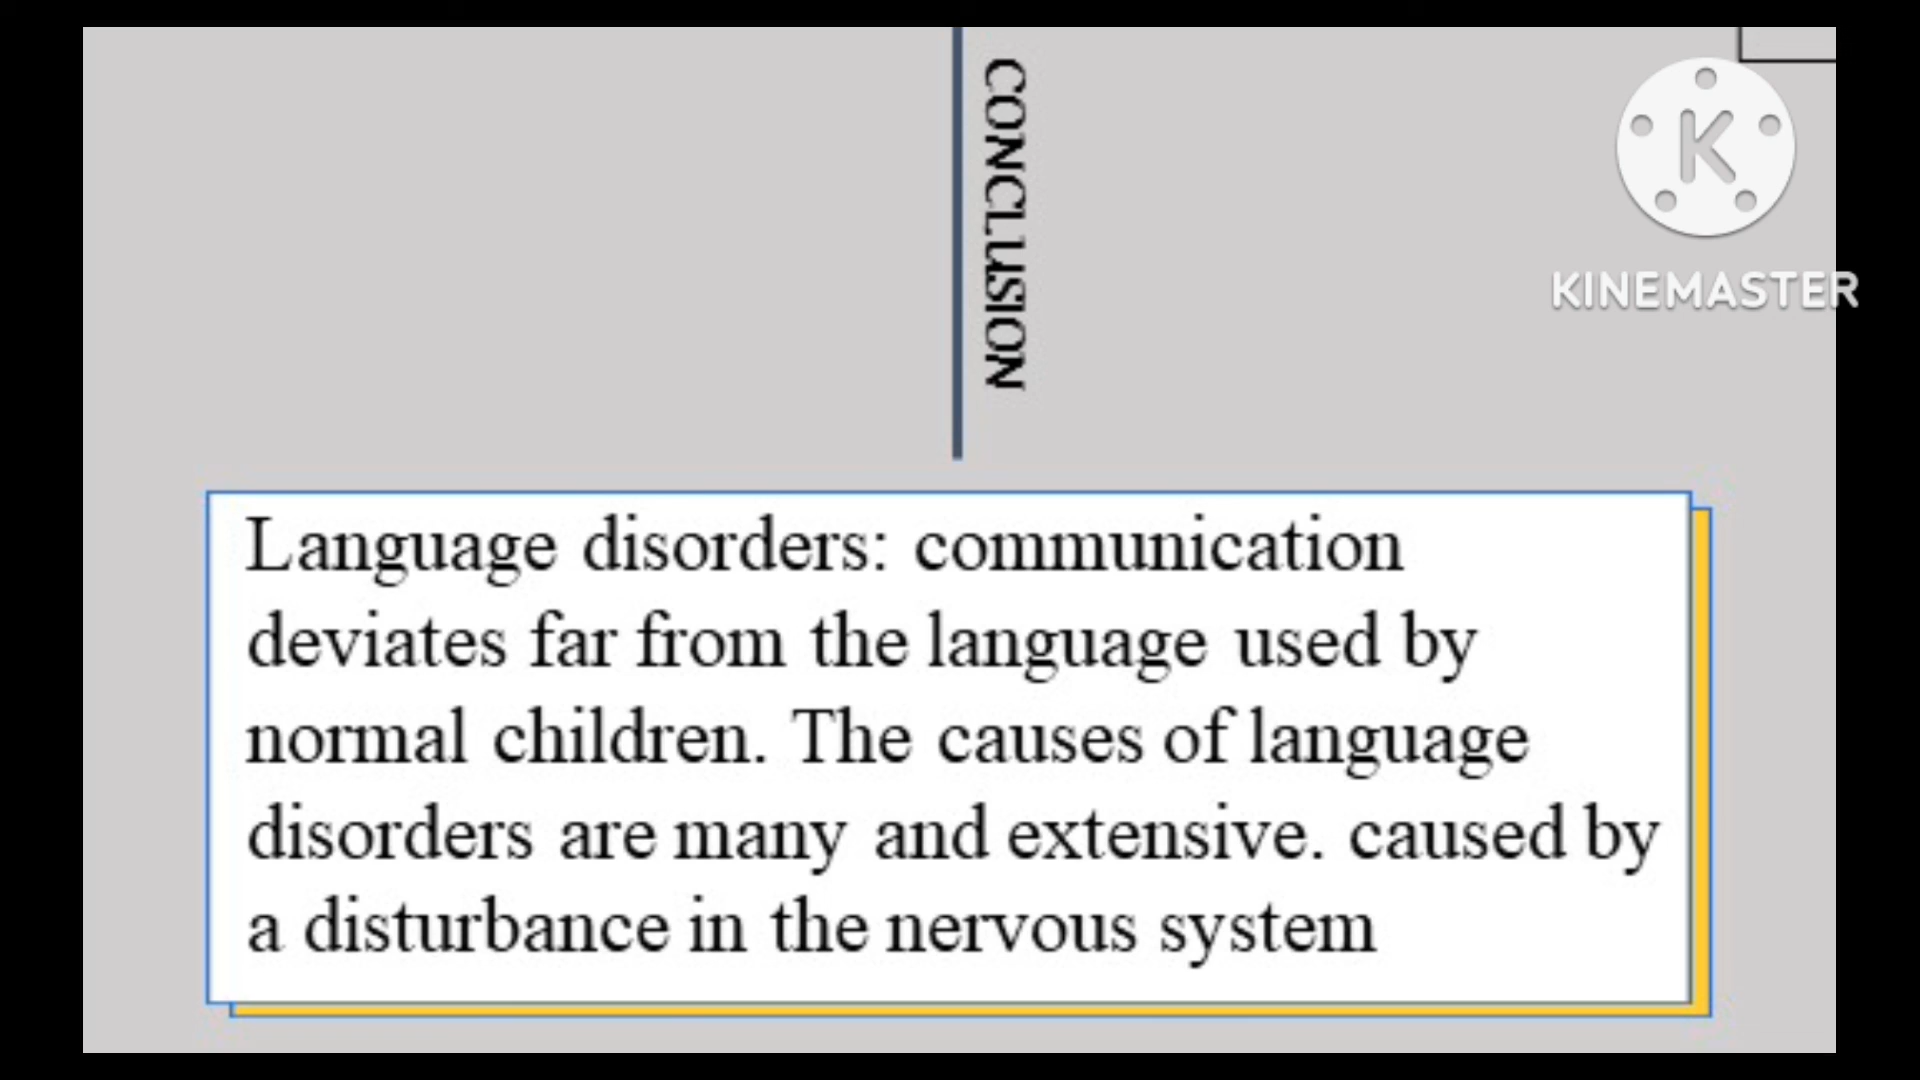 CONCLUSION
K
KINEMASTER
Language disorders: communication
deviates far from the language used by
normal children. The causes of language
disorders are many and extensive. caused by
a disturbance in the nervous system